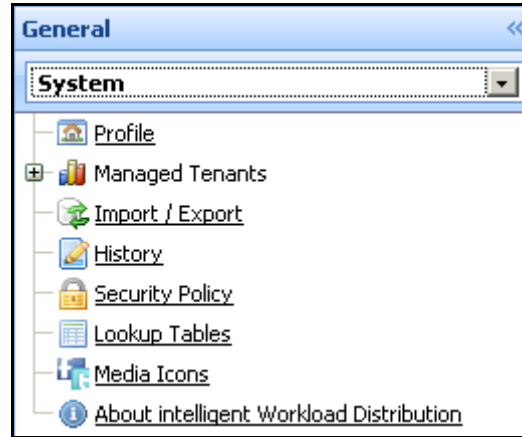 General
System
Profile
Managed Tenants
Import / Export
History
Security Policy
Lookup Tables
Media Icons
About intelligent Workload Distribution